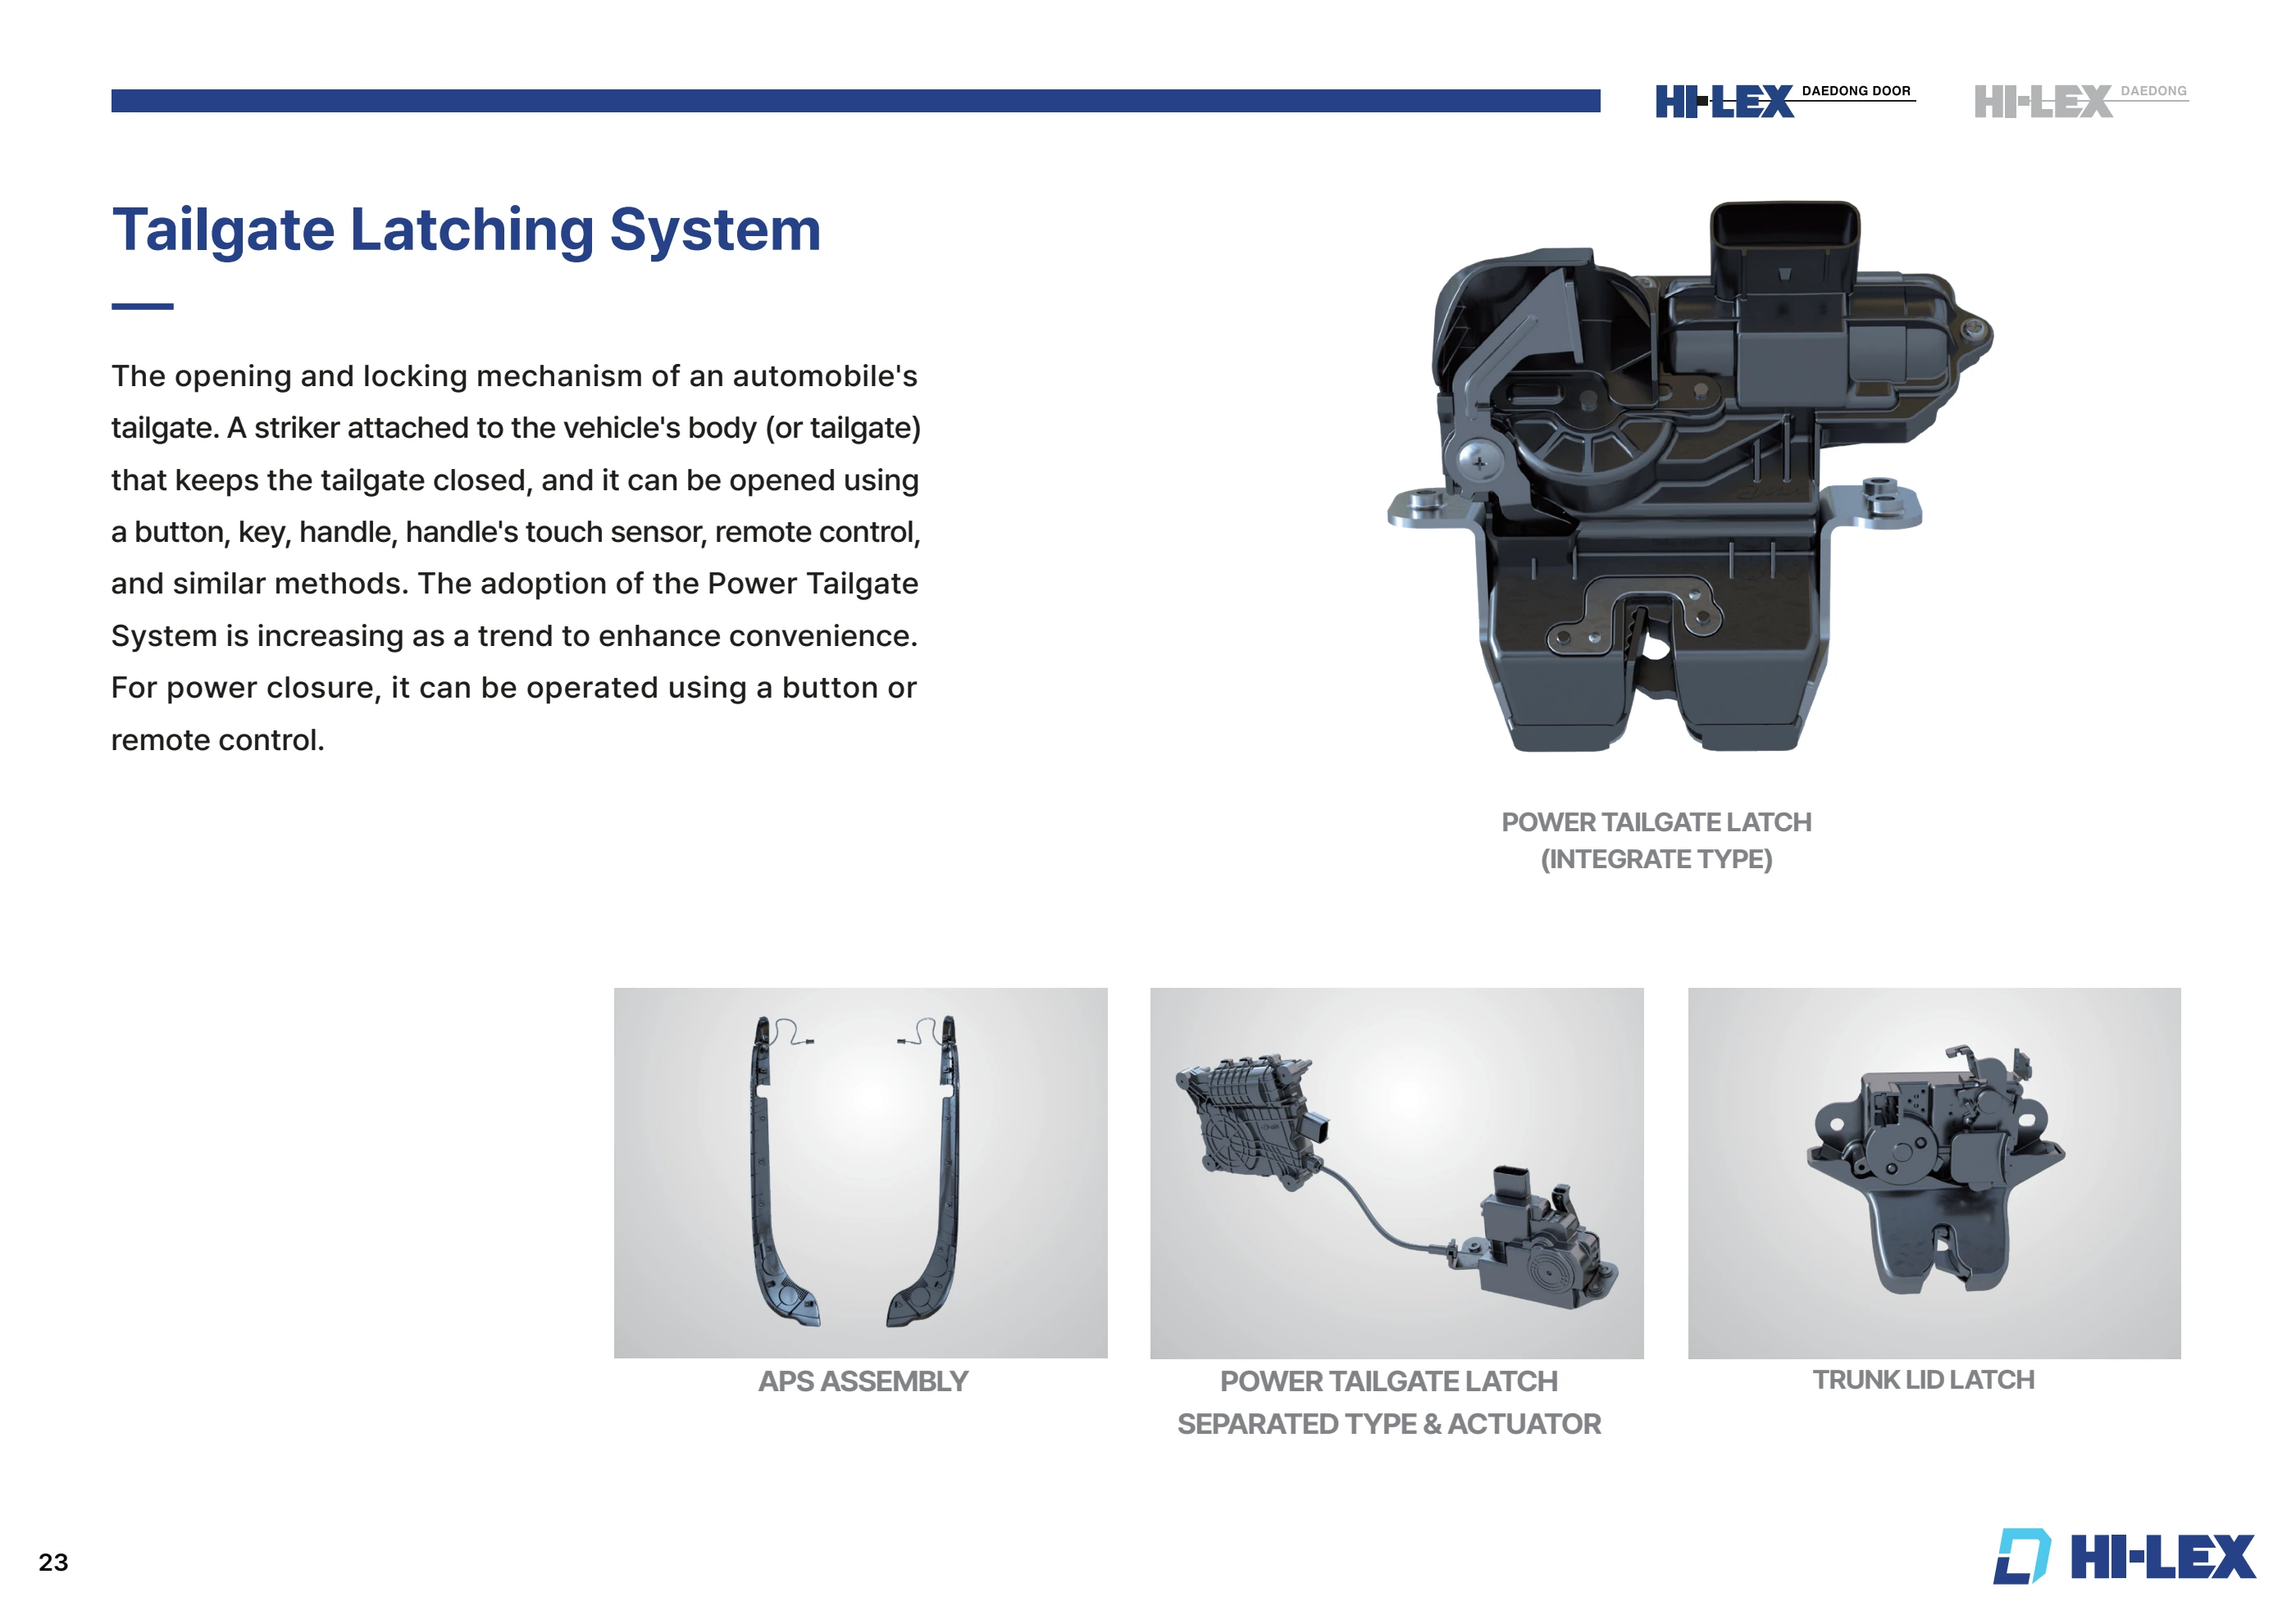 HI-LEX DAEDONG DOOR
HI-LEX DAEDONG
Tailgate Latching System
The opening and locking mechanism of an automobile's
tailgate. A striker attached to the vehicle's body (or tailgate)
that keeps the tailgate closed, and it can be opened using
a button, key, handle, handle's touch sensor, remote control,
and similar methods. The adoption of the Power Tailgate
System is increasing as a trend to enhance convenience.
For power closure, it can be operated using a button or
remote control.
POWER TAILGATE LATCH
(INTEGRATE TYPE)
APS ASSEMBLY
POWER TAILGATE LATCH
SEPARATED TYPE & ACTUATOR
TRUNK LID LATCH
23
HI-LEX